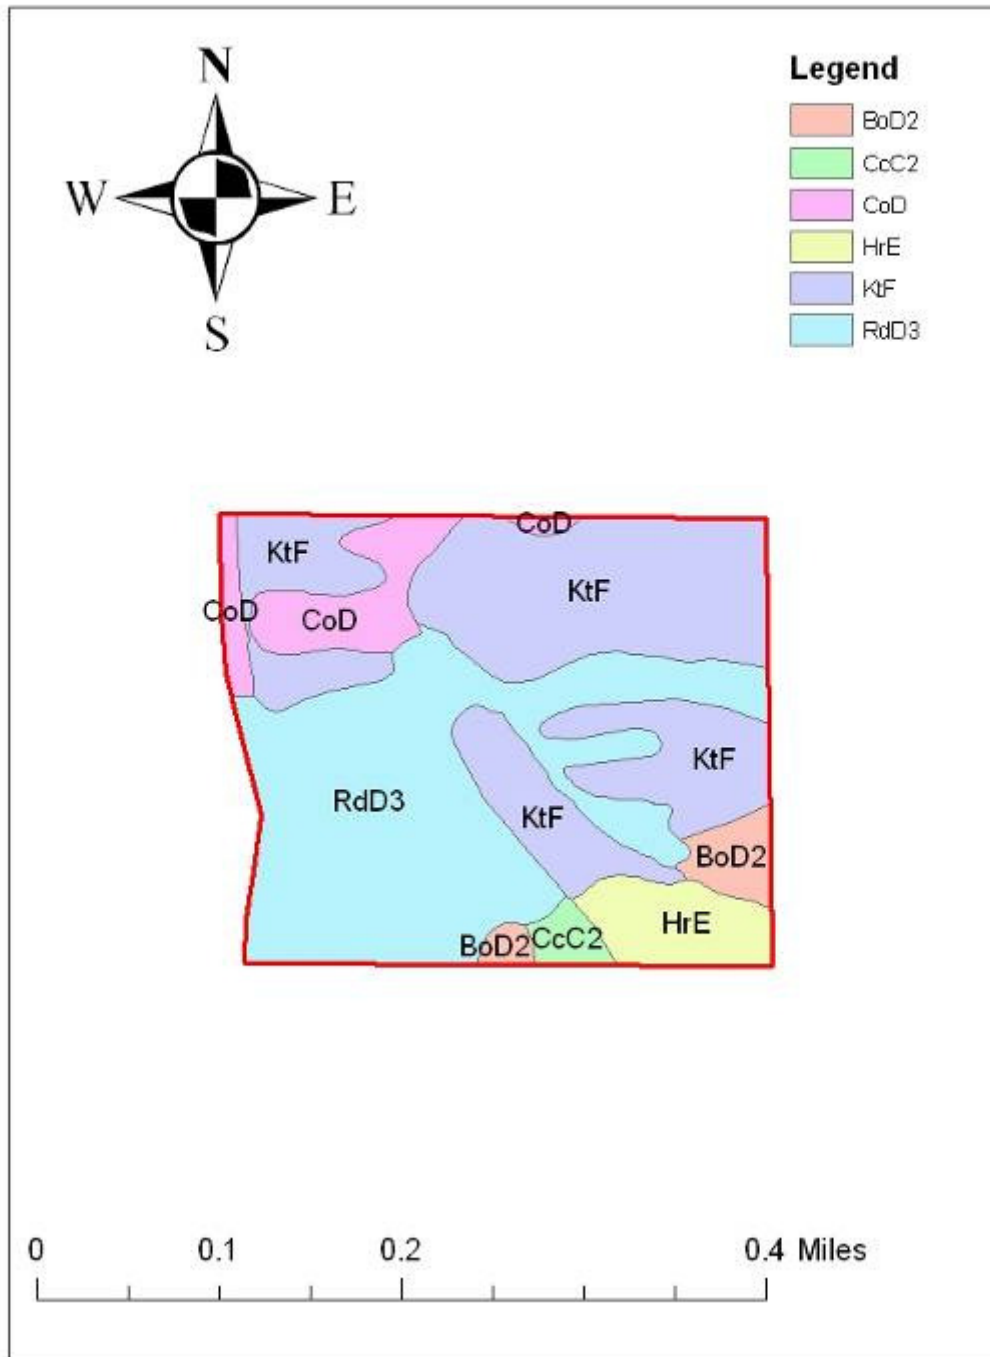 N
W E
S
Legend
BoD2
CcC2
CoD
HrE
KtF
RdD3
CoD
KtF
KtF
CoD
CoD
KtF
RdD3
KtF
BoD2
HrE
CcC2
BoD2
0 0.1 0.2 0.4 Miles